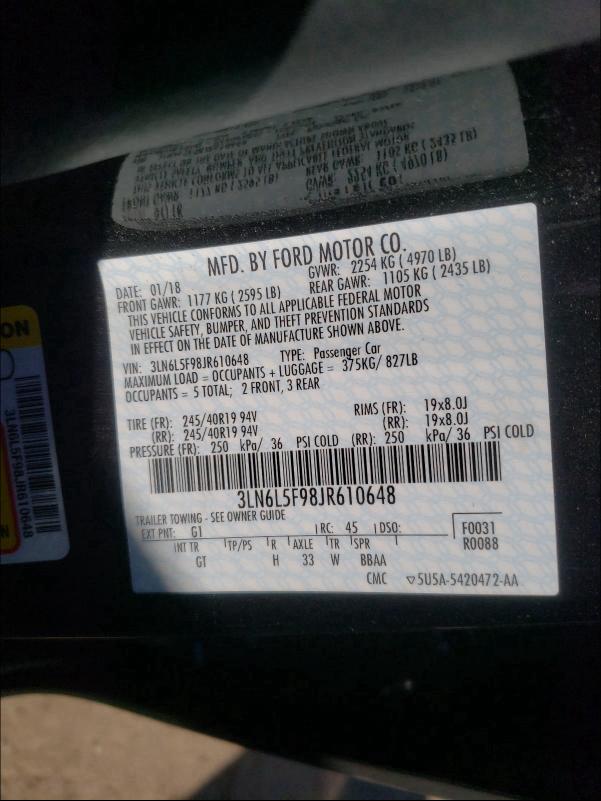 MFD. BY FORD MOTOR CO.
DATE: 01/18 GVWR: 2254 KG ( 4970 LB)
FRONT GAWR: 1177 KG ( 2595 LB) REAR GAWR: 1105 KG ( 2435 LB)
THIS VEHICLE CONFORMS TO ALL APPLICABLE FEDERAL MOTOR
VEHICLE SAFETY, BUMPER, AND THEFT PREVENTION STANDARDS
IN EFFECT ON THE DATE OF MANUFACTURE SHOWN ABOVE.
VIN: 3LN6L5F98JR610648 TYPE: Passenger Car
MAXIMUM LOAD = OCCUPANTS + LUGGAGE = 375KG/ 827LB
OCCUPANTS = 5 TOTAL; 2 FRONT, 3 REAR
TIRE (FR): 245/40R19 94V RIMS (FR): 19x8.0J
(RR): 245/40R19 94V (RR): 19x8.0J
PRESSURE (FR): 250 kPa/ 36 PSI COLD (RR): 250 kPa/ 36 PSI COLD
3LN6L5F98JR610648
TRAILER TOWING - SEE OWNER GUIDE
EXT PNT: G1 RC: 45 DSO: F0031
INT TR TP/PS R AXLE TR SPR R0088
GT H 33 W BBAA
CMC 5U5A-5420472-AA
3LN6L5F98JR610648